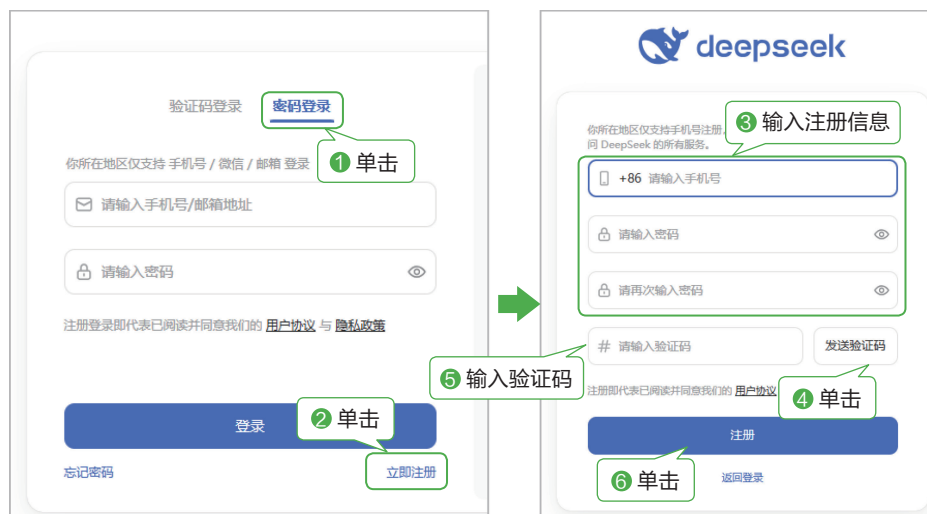 验证码登录 密码登录
❶ 单击
你所在地区仅支持 手机号 / 微信 / 邮箱 登录
请输入手机号/邮箱地址
请输入密码
注册登录即代表已阅读并同意我们的 用户协议 与 隐私政策
登录
❷ 单击
忘记密码 立即注册
deepseek
❸ 输入注册信息
你所在地区仅支持手机号注册,
问 DeepSeek 的所有服务。
+86 请输入手机号
请输入密码
请再次输入密码
# 请输入验证码 发送验证码
❺ 输入验证码
❹ 单击
注册即代表已阅读并同意我们的 用户协议
注册
❻ 单击
返回登录